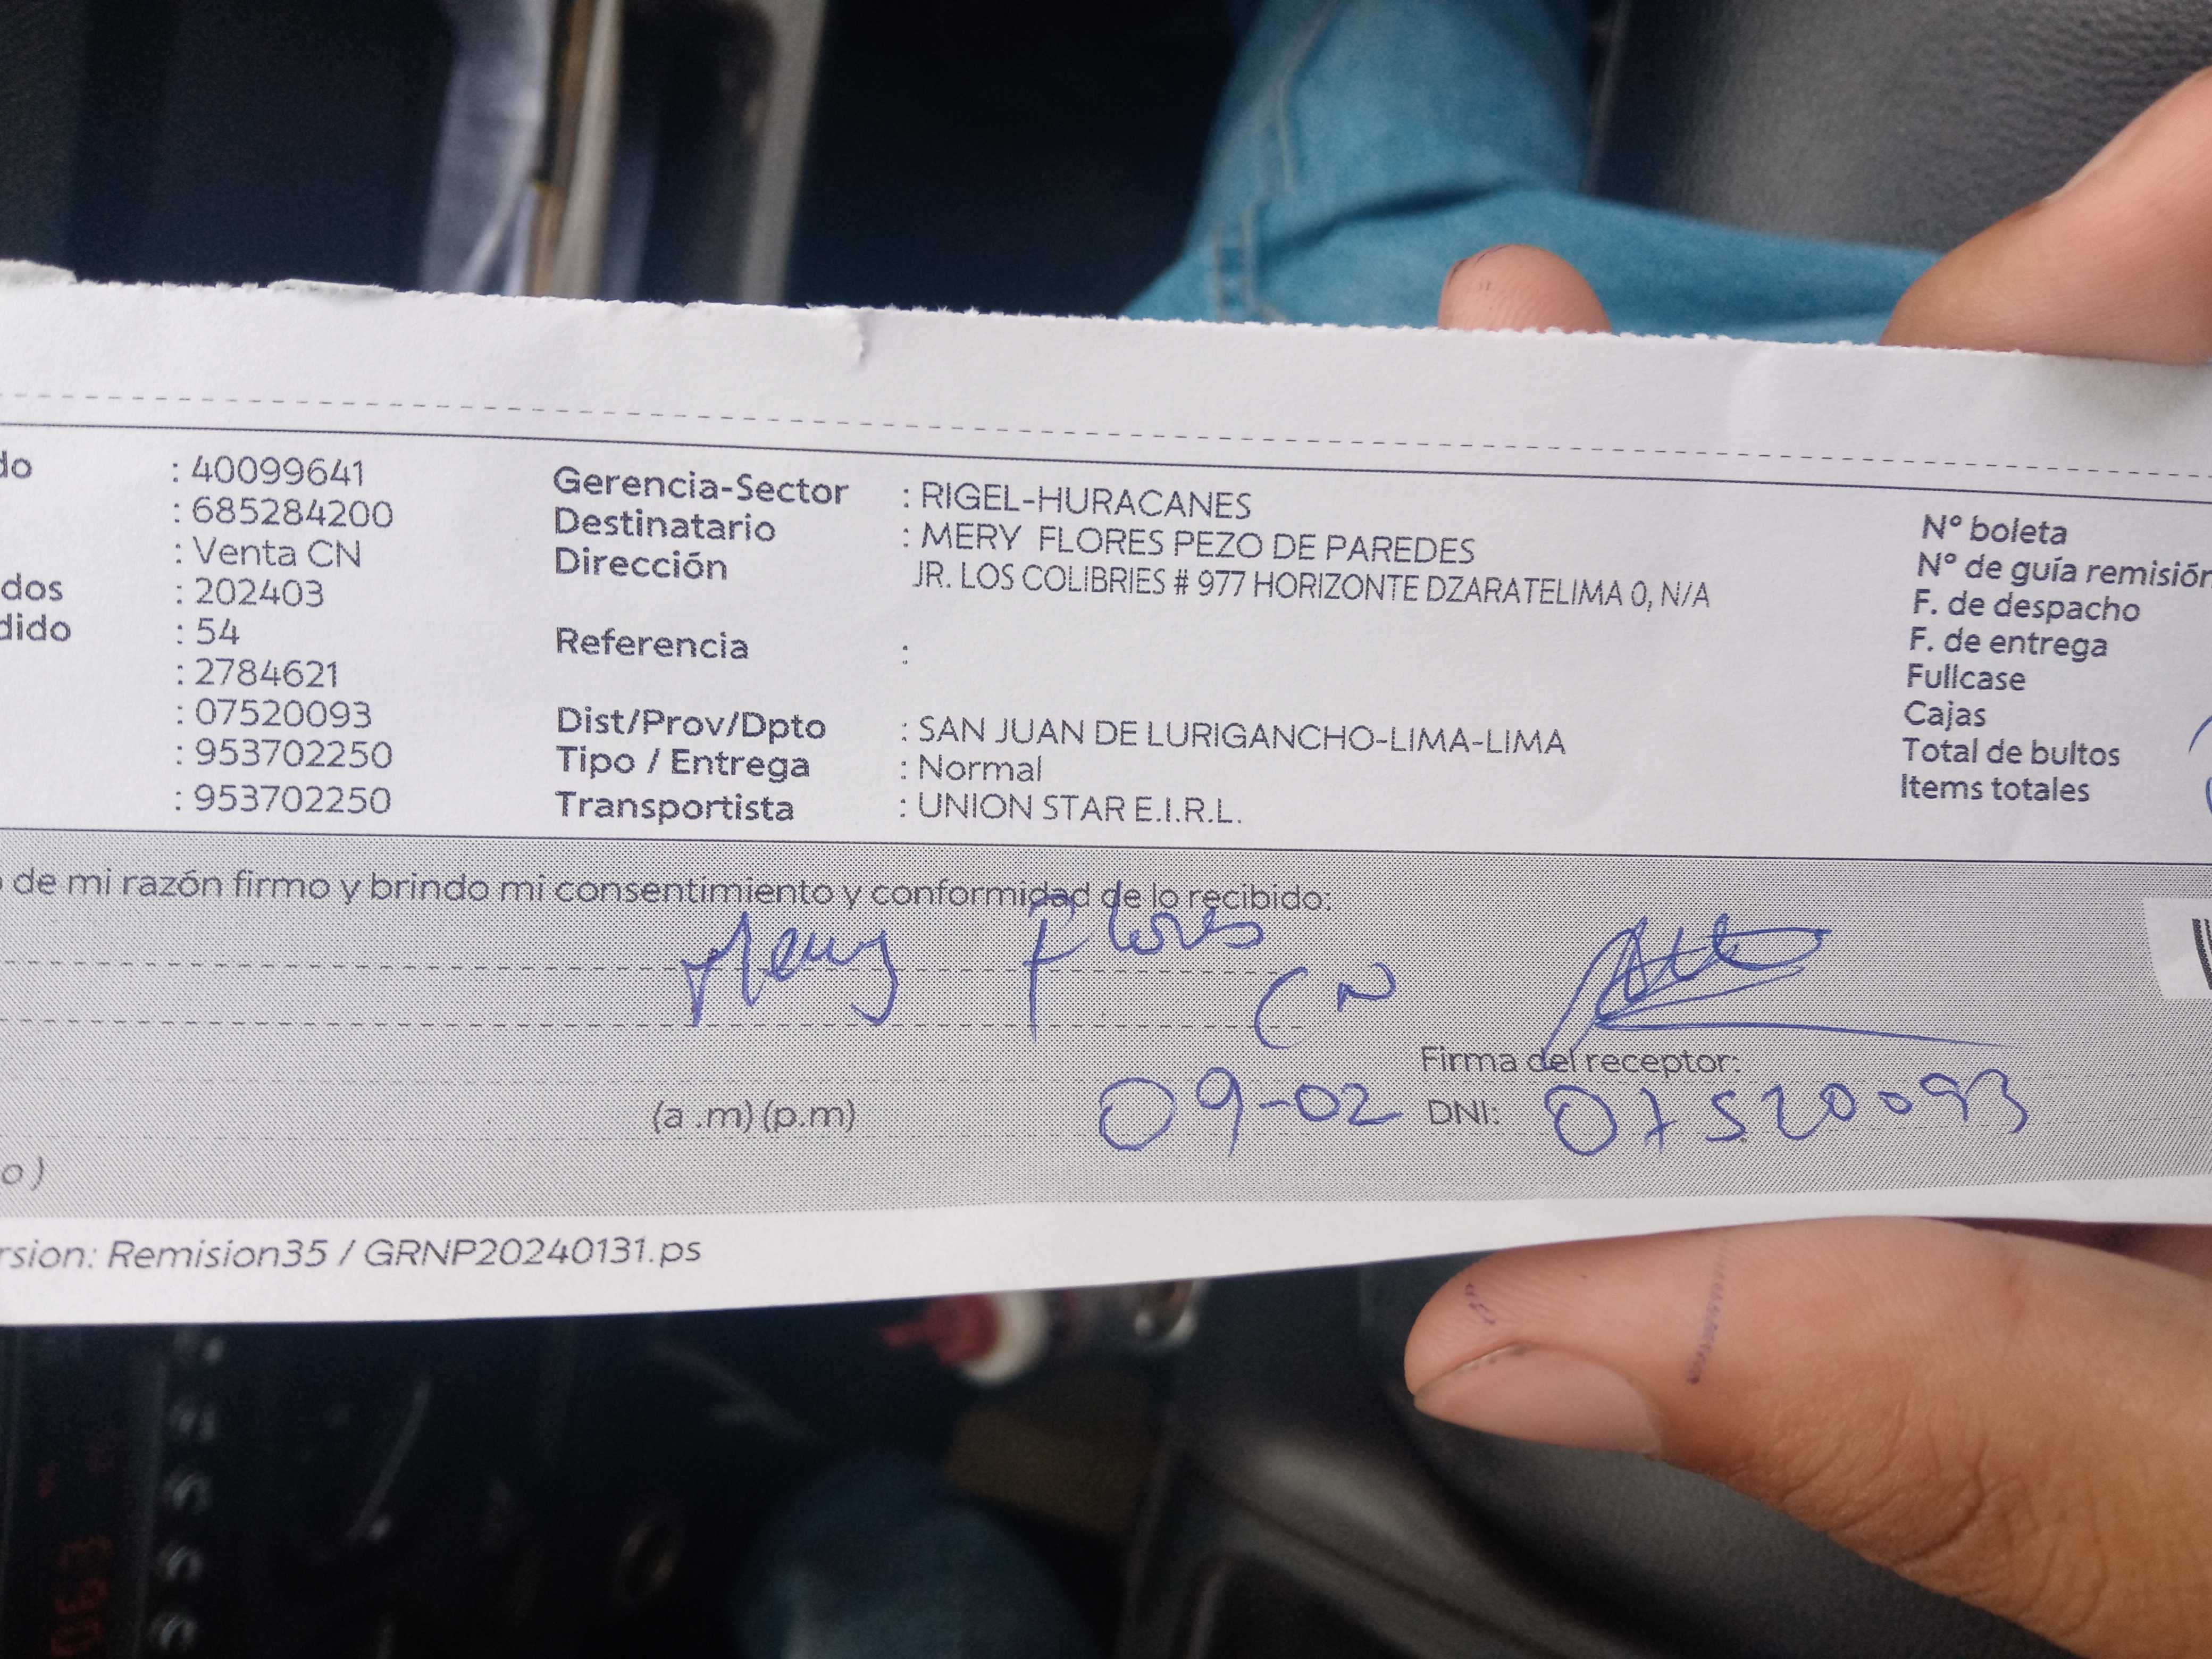 do : 40099641 Gerencia-Sector : RIGEL-HURACANES Nº boleta
: 685284200 Destinatario : MERY FLORES PEZO DE PAREDES Nº de guía remisión
: Venta CN Dirección JR. LOS COLIBRIES # 977 HORIZONTE DZARATELIMA 0, N/A F. de despacho
dos : 202403 F. de entrega
dido : 54 Referencia : Fullcase
: 2784621 Cajas
: 07520093 Dist/Prov/Dpto : SAN JUAN DE LURIGANCHO-LIMA-LIMA Total de bultos
: 953702250 Tipo / Entrega : Normal Items totales
: 953702250 Transportista : UNION STAR E.I.R.L.
o de mi razón firmo y brindo mi consentimiento y conformidad de lo recibido:
Mery Flores
CN
Firma del receptor:
(a .m) (p.m) 09-02 DNI: 07520093
o )
rsion: Remision35 / GRNP20240131.ps